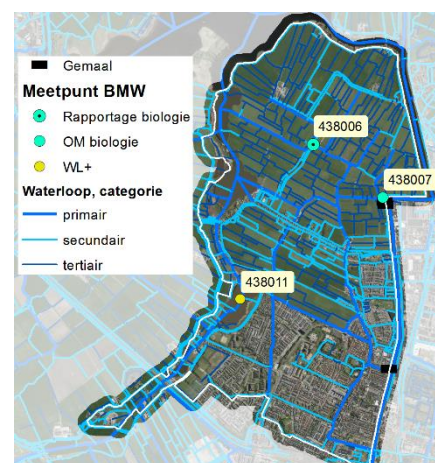 Gemaal
Meetpunt BMW
Rapportage biologie
OM biologie
WL+
Waterloop, categorie
primair
secundair
tertiair
438006
438007
438011